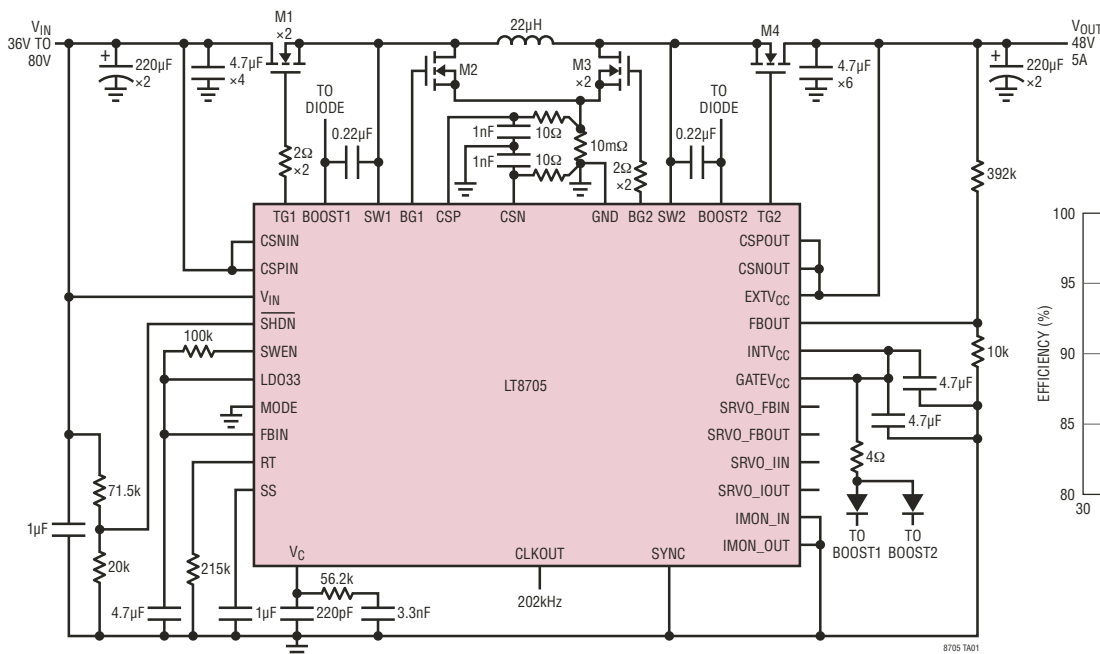 VIN
36V TO
80V
220µF
×2
4.7µF
×4
M1
×2
TO
DIODE
0.22µF
2Ω
×2
22µH
M2
M3
×2
1nF
10Ω
1nF
10Ω
10mΩ
2Ω
×2
TO
DIODE
0.22µF
M4
4.7µF
×6
220µF
×2
VOUT
48V
5A
392k
TG1 BOOST1 SW1 BG1 CSP CSN GND BG2 SW2 BOOST2 TG2
CSNIN
CSPIN
VIN
SHDN
SWEN
LDO33
MODE
FBIN
RT
SS
100k
LT8705
CSPOUT
CSNOUT
EXTVCC
FBOUT
INTVCC
GATEVCC
SRVO_FBIN
SRVO_FBOUT
SRVO_IIN
SRVO_IOUT
IMON_IN
IMON_OUT
10k
4.7µF
4.7µF
4Ω
TO
BOOST1
TO
BOOST2
VC
CLKOUT
SYNC
202kHz
71.5k
1µF
20k
4.7µF
215k
1µF
220pF
56.2k
3.3nF
8705 TA01
EFFICIENCY (%)
100
95
90
85
80
30